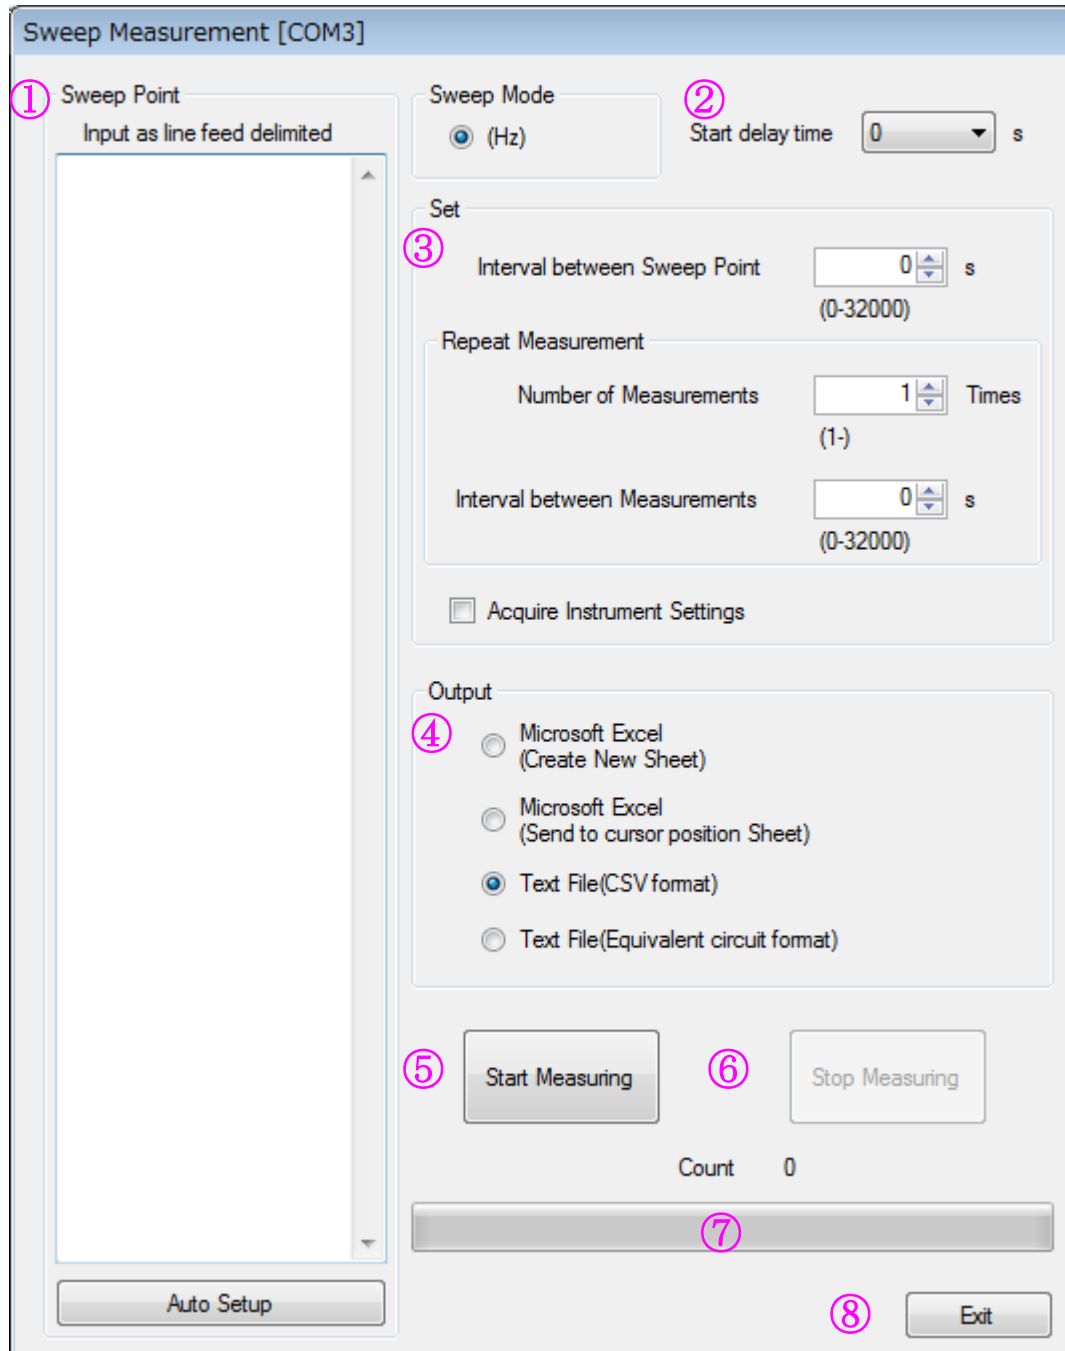 Sweep Measurement [COM3]
①
Sweep Point
Input as line feed delimited
Auto Setup
Sweep Mode
(Hz)
②
Start delay time 0 s
Set
③
Interval between Sweep Point 0 s
(0-32000)
Repeat Measurement
Number of Measurements 1 Times
(1-)
Interval between Measurements 0 s
(0-32000)
Acquire Instrument Settings
Output
④
Microsoft Excel
(Create New Sheet)
Microsoft Excel
(Send to cursor position Sheet)
Text File(CSV format)
Text File(Equivalent circuit format)
⑤ Start Measuring
⑥ Stop Measuring
Count 0
⑦
⑧ Exit